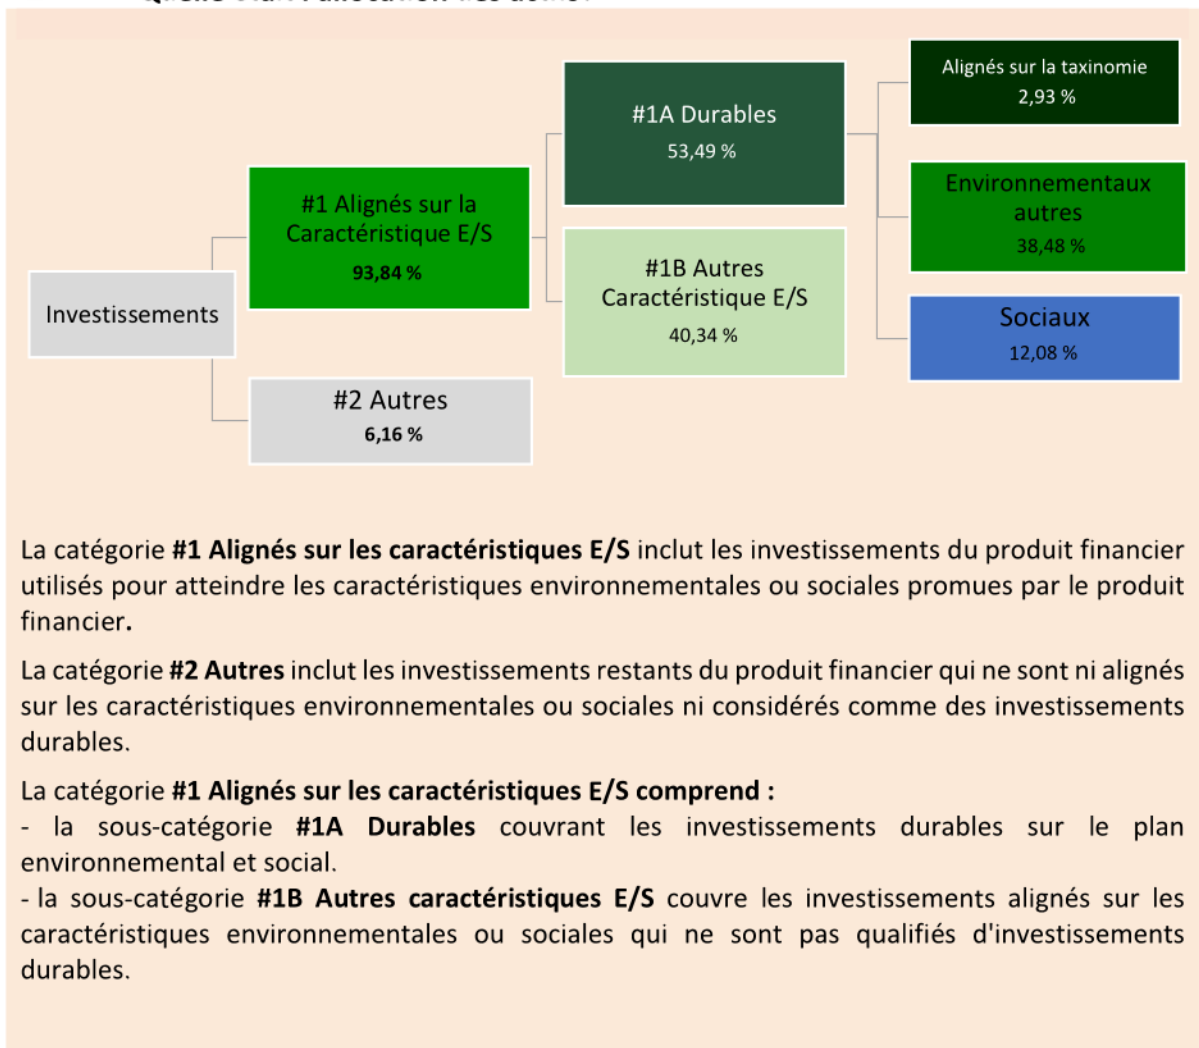 Investissements
#1 Alignés sur la
Caractéristique E/S
93,84 %
#2 Autres
6,16 %
#1A Durables
53,49 %
#1B Autres
Caractéristique E/S
40,34 %
Alignés sur la taxinomie
2,93 %
Environnementaux
autres
38,48 %
Sociaux
12,08 %
La catégorie #1 Alignés sur les caractéristiques E/S inclut les investissements du produit financier
utilisés pour atteindre les caractéristiques environnementales ou sociales promues par le produit
financier.
La catégorie #2 Autres inclut les investissements restants du produit financier qui ne sont ni alignés
sur les caractéristiques environnementales ou sociales ni considérés comme des investissements
durables.
La catégorie #1 Alignés sur les caractéristiques E/S comprend :
- la sous-catégorie #1A Durables couvrant les investissements durables sur le plan
environnemental et social.
- la sous-catégorie #1B Autres caractéristiques E/S couvre les investissements alignés sur les
caractéristiques environnementales ou sociales qui ne sont pas qualifiés d'investissements
durables.